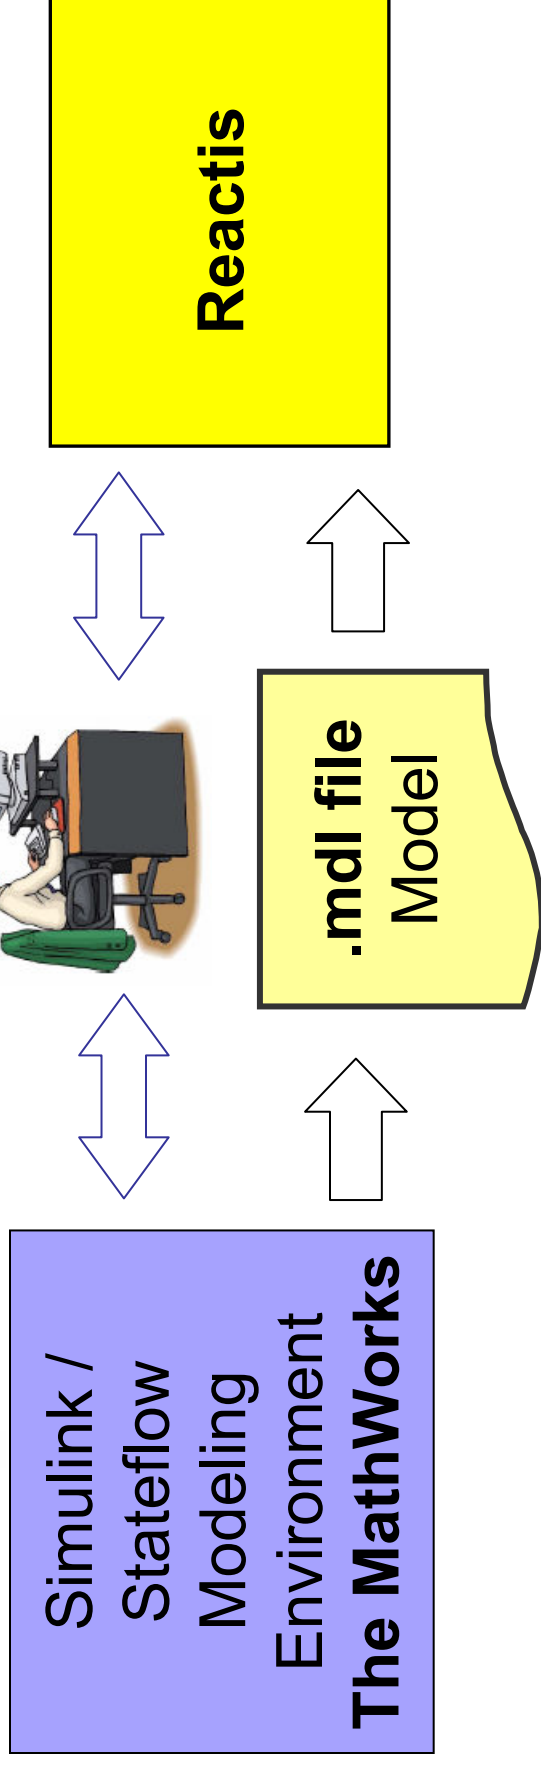 Simulink /
Stateflow
Modeling
Environment
The MathWorks
.mdl file
Model
Reactis